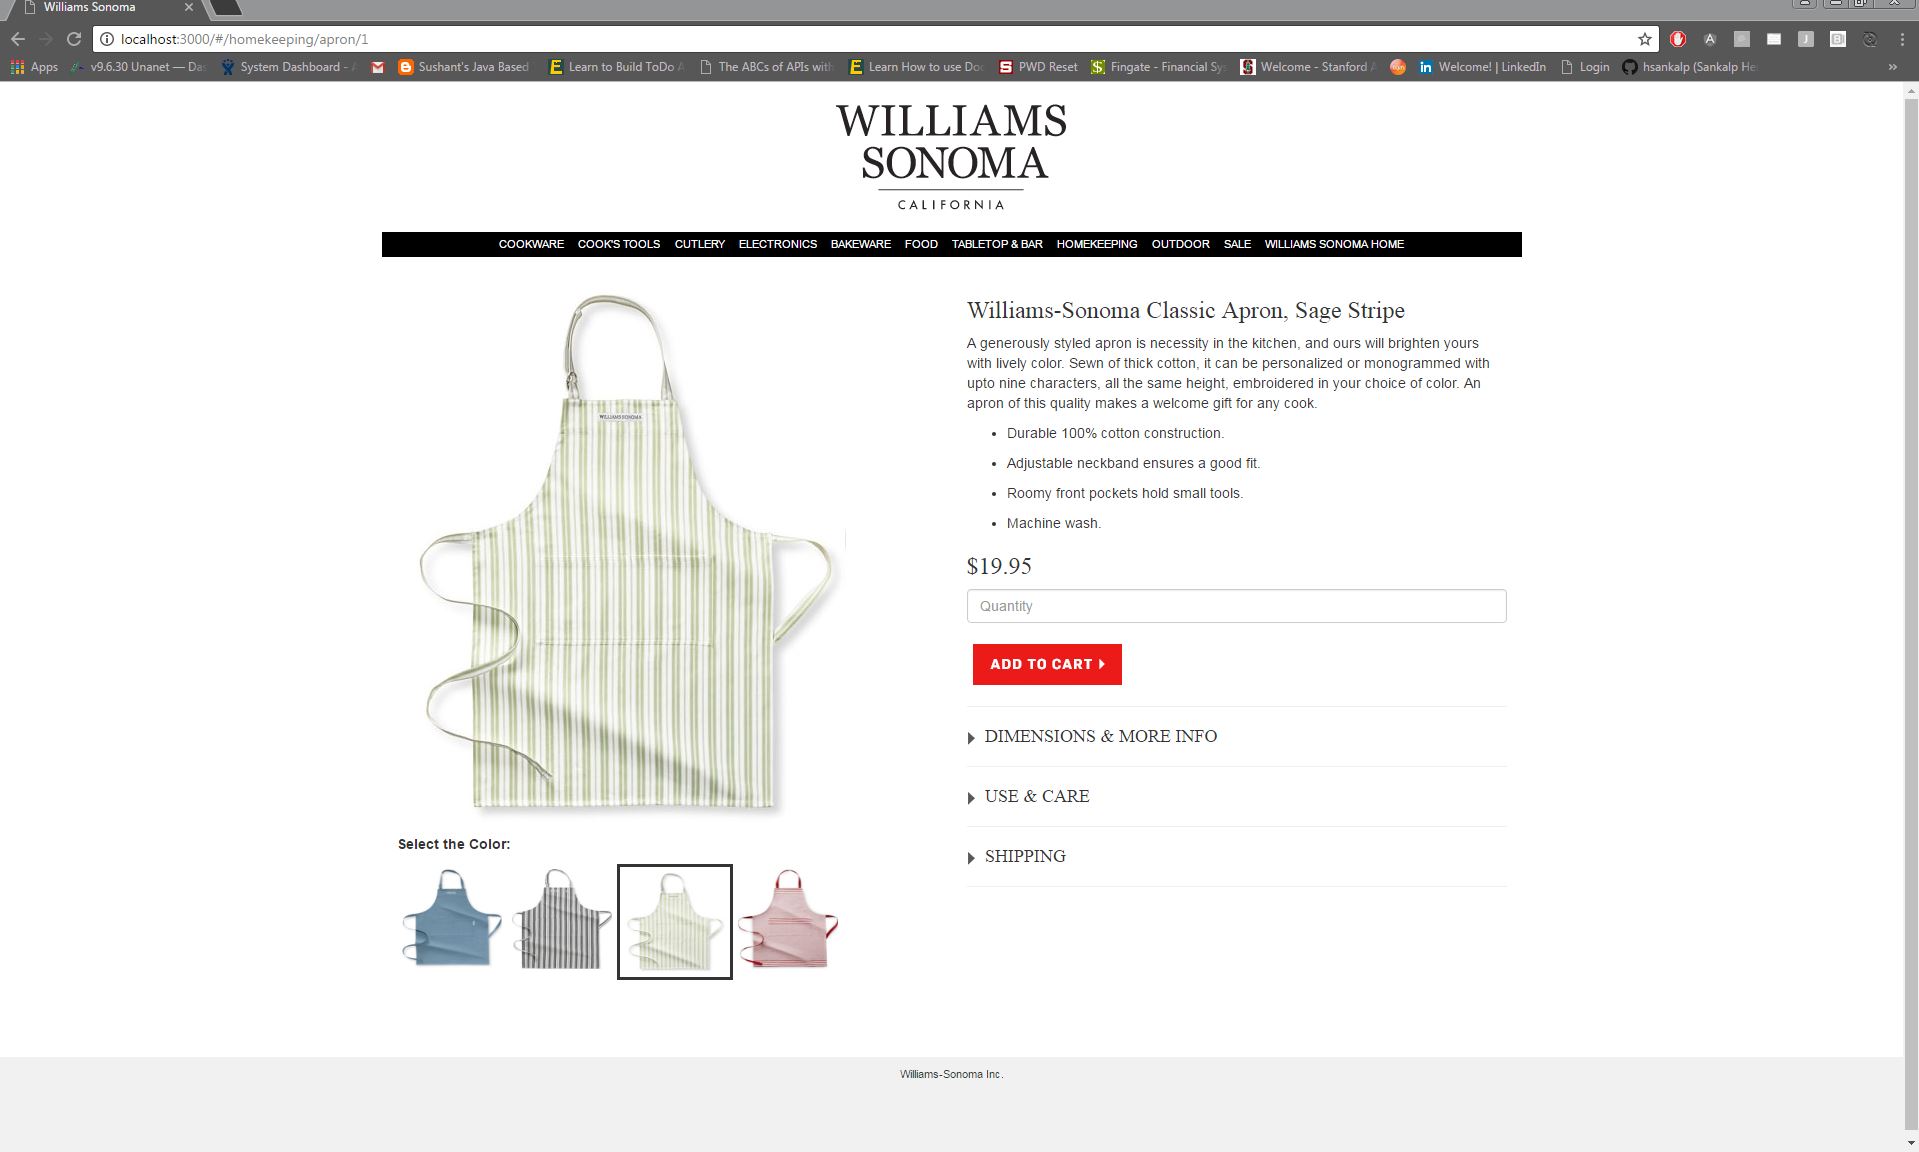 Williams Sonoma
localhost:3000/#/homekeeping/apron/1
Apps v9.6.30 Unanet — Das System Dashboard - Sushant's Java Based Learn to Build ToDo A The ABCs of APIs with Learn How to use Doc PWD Reset Fingate - Financial Sys Welcome - Stanford Welcome! | LinkedIn Login hsankalp (Sankalp He
WILLIAMS
SONOMA
CALIFORNIA
COOKWARE COOK'S TOOLS CUTLERY ELECTRONICS BAKEWARE FOOD TABLETOP & BAR HOMEKEEPING OUTDOOR SALE WILLIAMS SONOMA HOME
WILLIAMS SONOMA
Williams-Sonoma Classic Apron, Sage Stripe
A generously styled apron is necessity in the kitchen, and ours will brighten yours
with lively color. Sewn of thick cotton, it can be personalized or monogrammed with
upto nine characters, all the same height, embroidered in your choice of color. An
apron of this quality makes a welcome gift for any cook.
• Durable 100% cotton construction.
• Adjustable neckband ensures a good fit.
• Roomy front pockets hold small tools.
• Machine wash.
$19.95
Quantity
ADD TO CART
DIMENSIONS & MORE INFO
USE & CARE
SHIPPING
Select the Color:
Williams-Sonoma Inc.